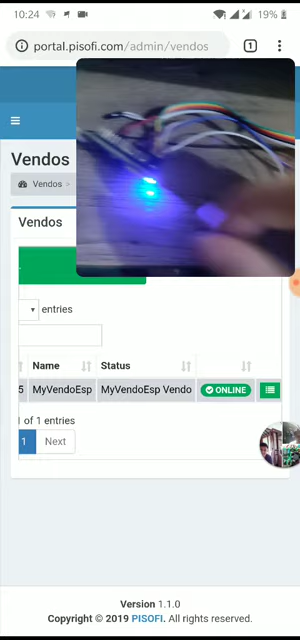 10:24
19%
portal.pisofi.com/admin/vendos
1
Vendos
Vendos >
Vendos
entries
Name
Status
5
MyVendoEsp
MyVendoEsp Vendo
ONLINE
of 1 entries
1
Next
Version 1.1.0
Copyright © 2019 PISOFI. All rights reserved.